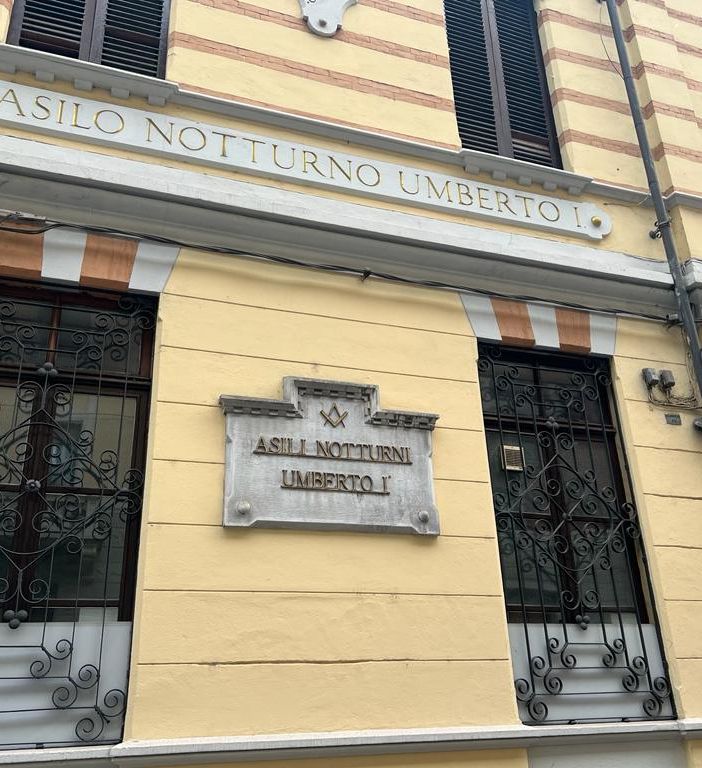 ASILO NOTTURNO UMBERTO I.
ASILI NOTTURNI
UMBERTO I°